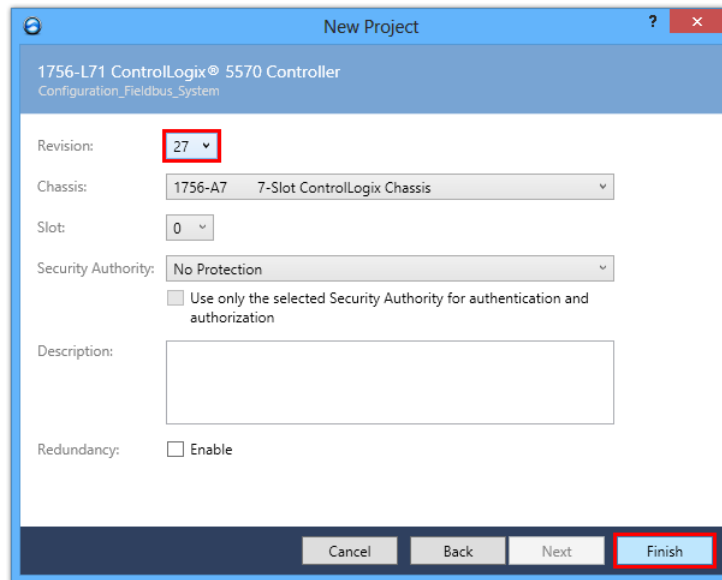 New Project
?
1756-L71 ControlLogix® 5570 Controller
Configuration_Fieldbus_System
Revision: 27
Chassis: 1756-A7 7-Slot ControlLogix Chassis
Slot: 0
Security Authority: No Protection
Use only the selected Security Authority for authentication and
authorization
Description:
Redundancy: Enable
Cancel Back Next Finish